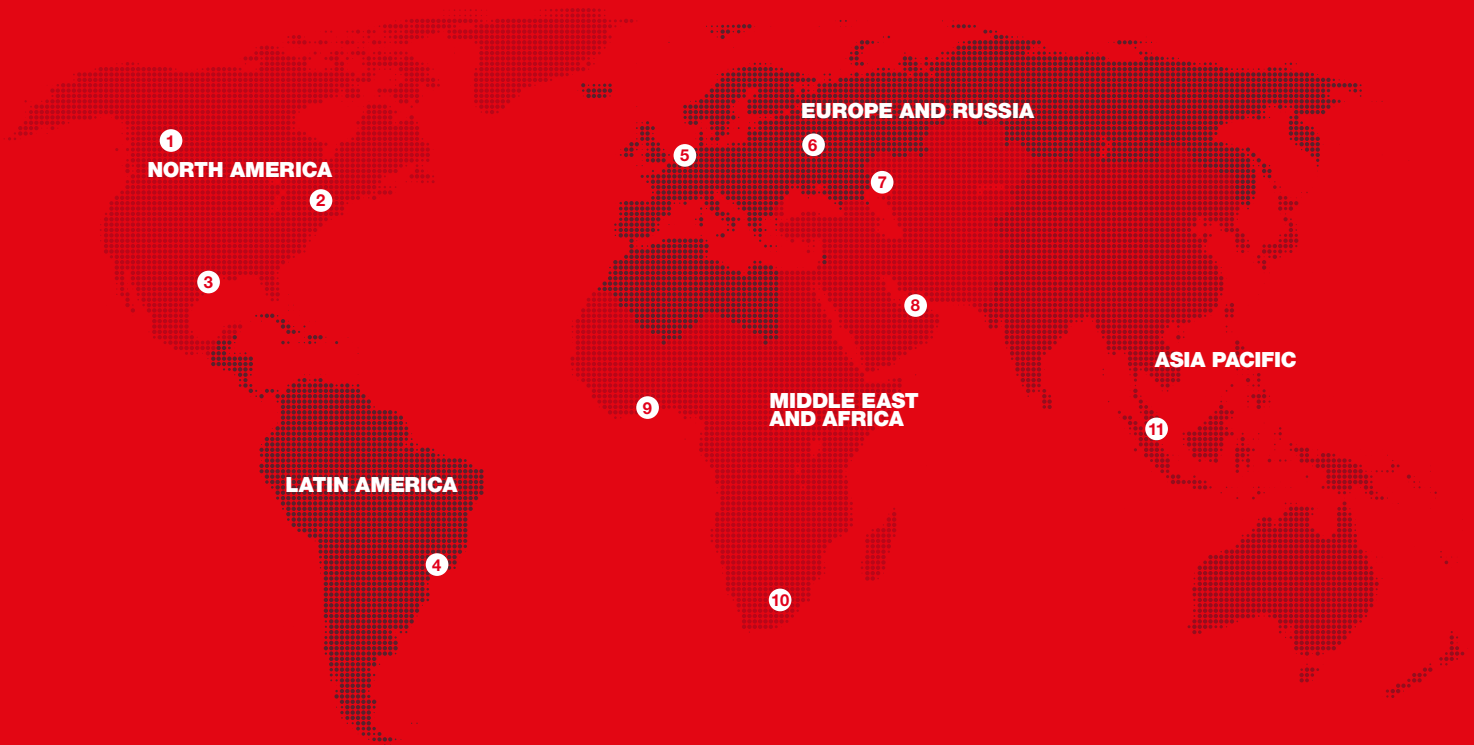 EUROPE AND RUSSIA
1
6
5
NORTH AMERICA
7
2
3
8
ASIA PACIFIC
MIDDLE EAST
AND AFRICA
9
11
LATIN AMERICA
4
10